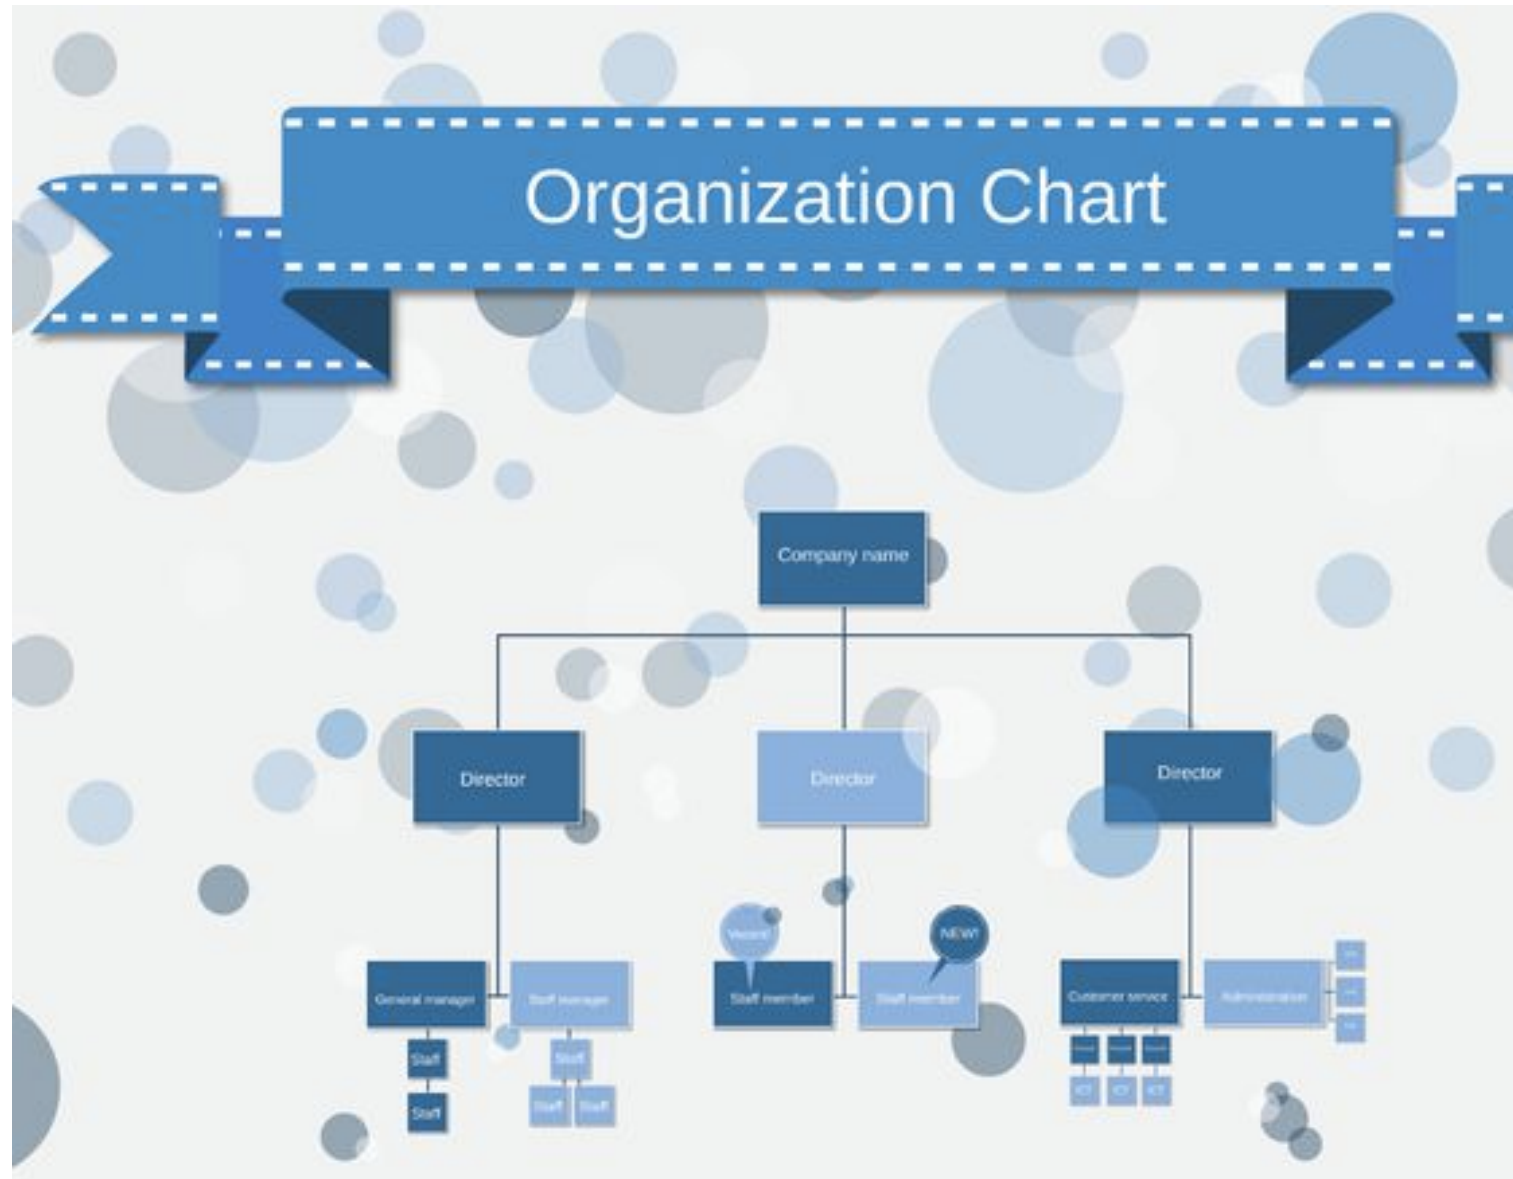 Organization Chart
Company name
Director
Director
Director
Vacant!
NEW!
General manager
Staff manager
Staff member
Staff member
Customer service
Administration
Staff
Staff
Staff
Staff
Staff
ICT
ICT
ICT